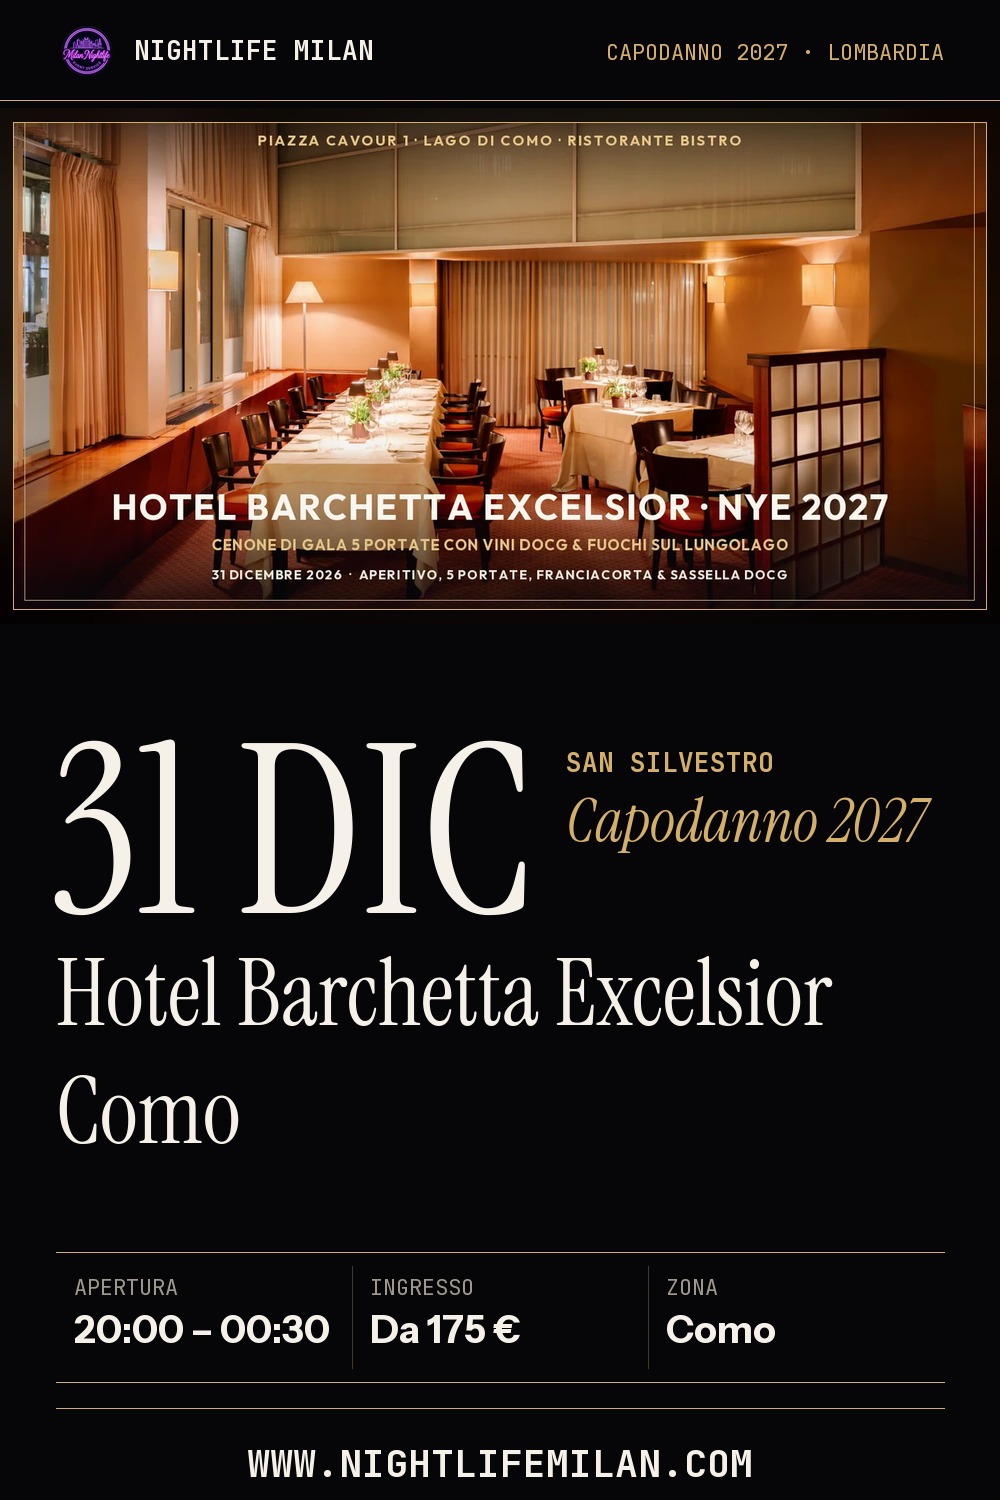 Milan Nightlife
NIGHTLIFE MILAN
CAPODANNO 2027 · LOMBARDIA
PIAZZA CAVOUR 1 · LAGO DI COMO · RISTORANTE BISTRO
HOTEL BARCHETTA EXCELSIOR · NYE 2027
CENONE DI GALA 5 PORTATE CON VINI DOCG & FUOCHI SUL LUNGOLAGO
31 DICEMBRE 2026 · APERITIVO, 5 PORTATE, FRANCIACORTA & SASSELLA DOCG
31 DIC
SAN SILVESTRO
Capodanno 2027
Hotel Barchetta Excelsior
Como
APERTURA
20:00 – 00:30
INGRESSO
Da 175 €
ZONA
Como
WWW.NIGHTLIFEMILAN.COM